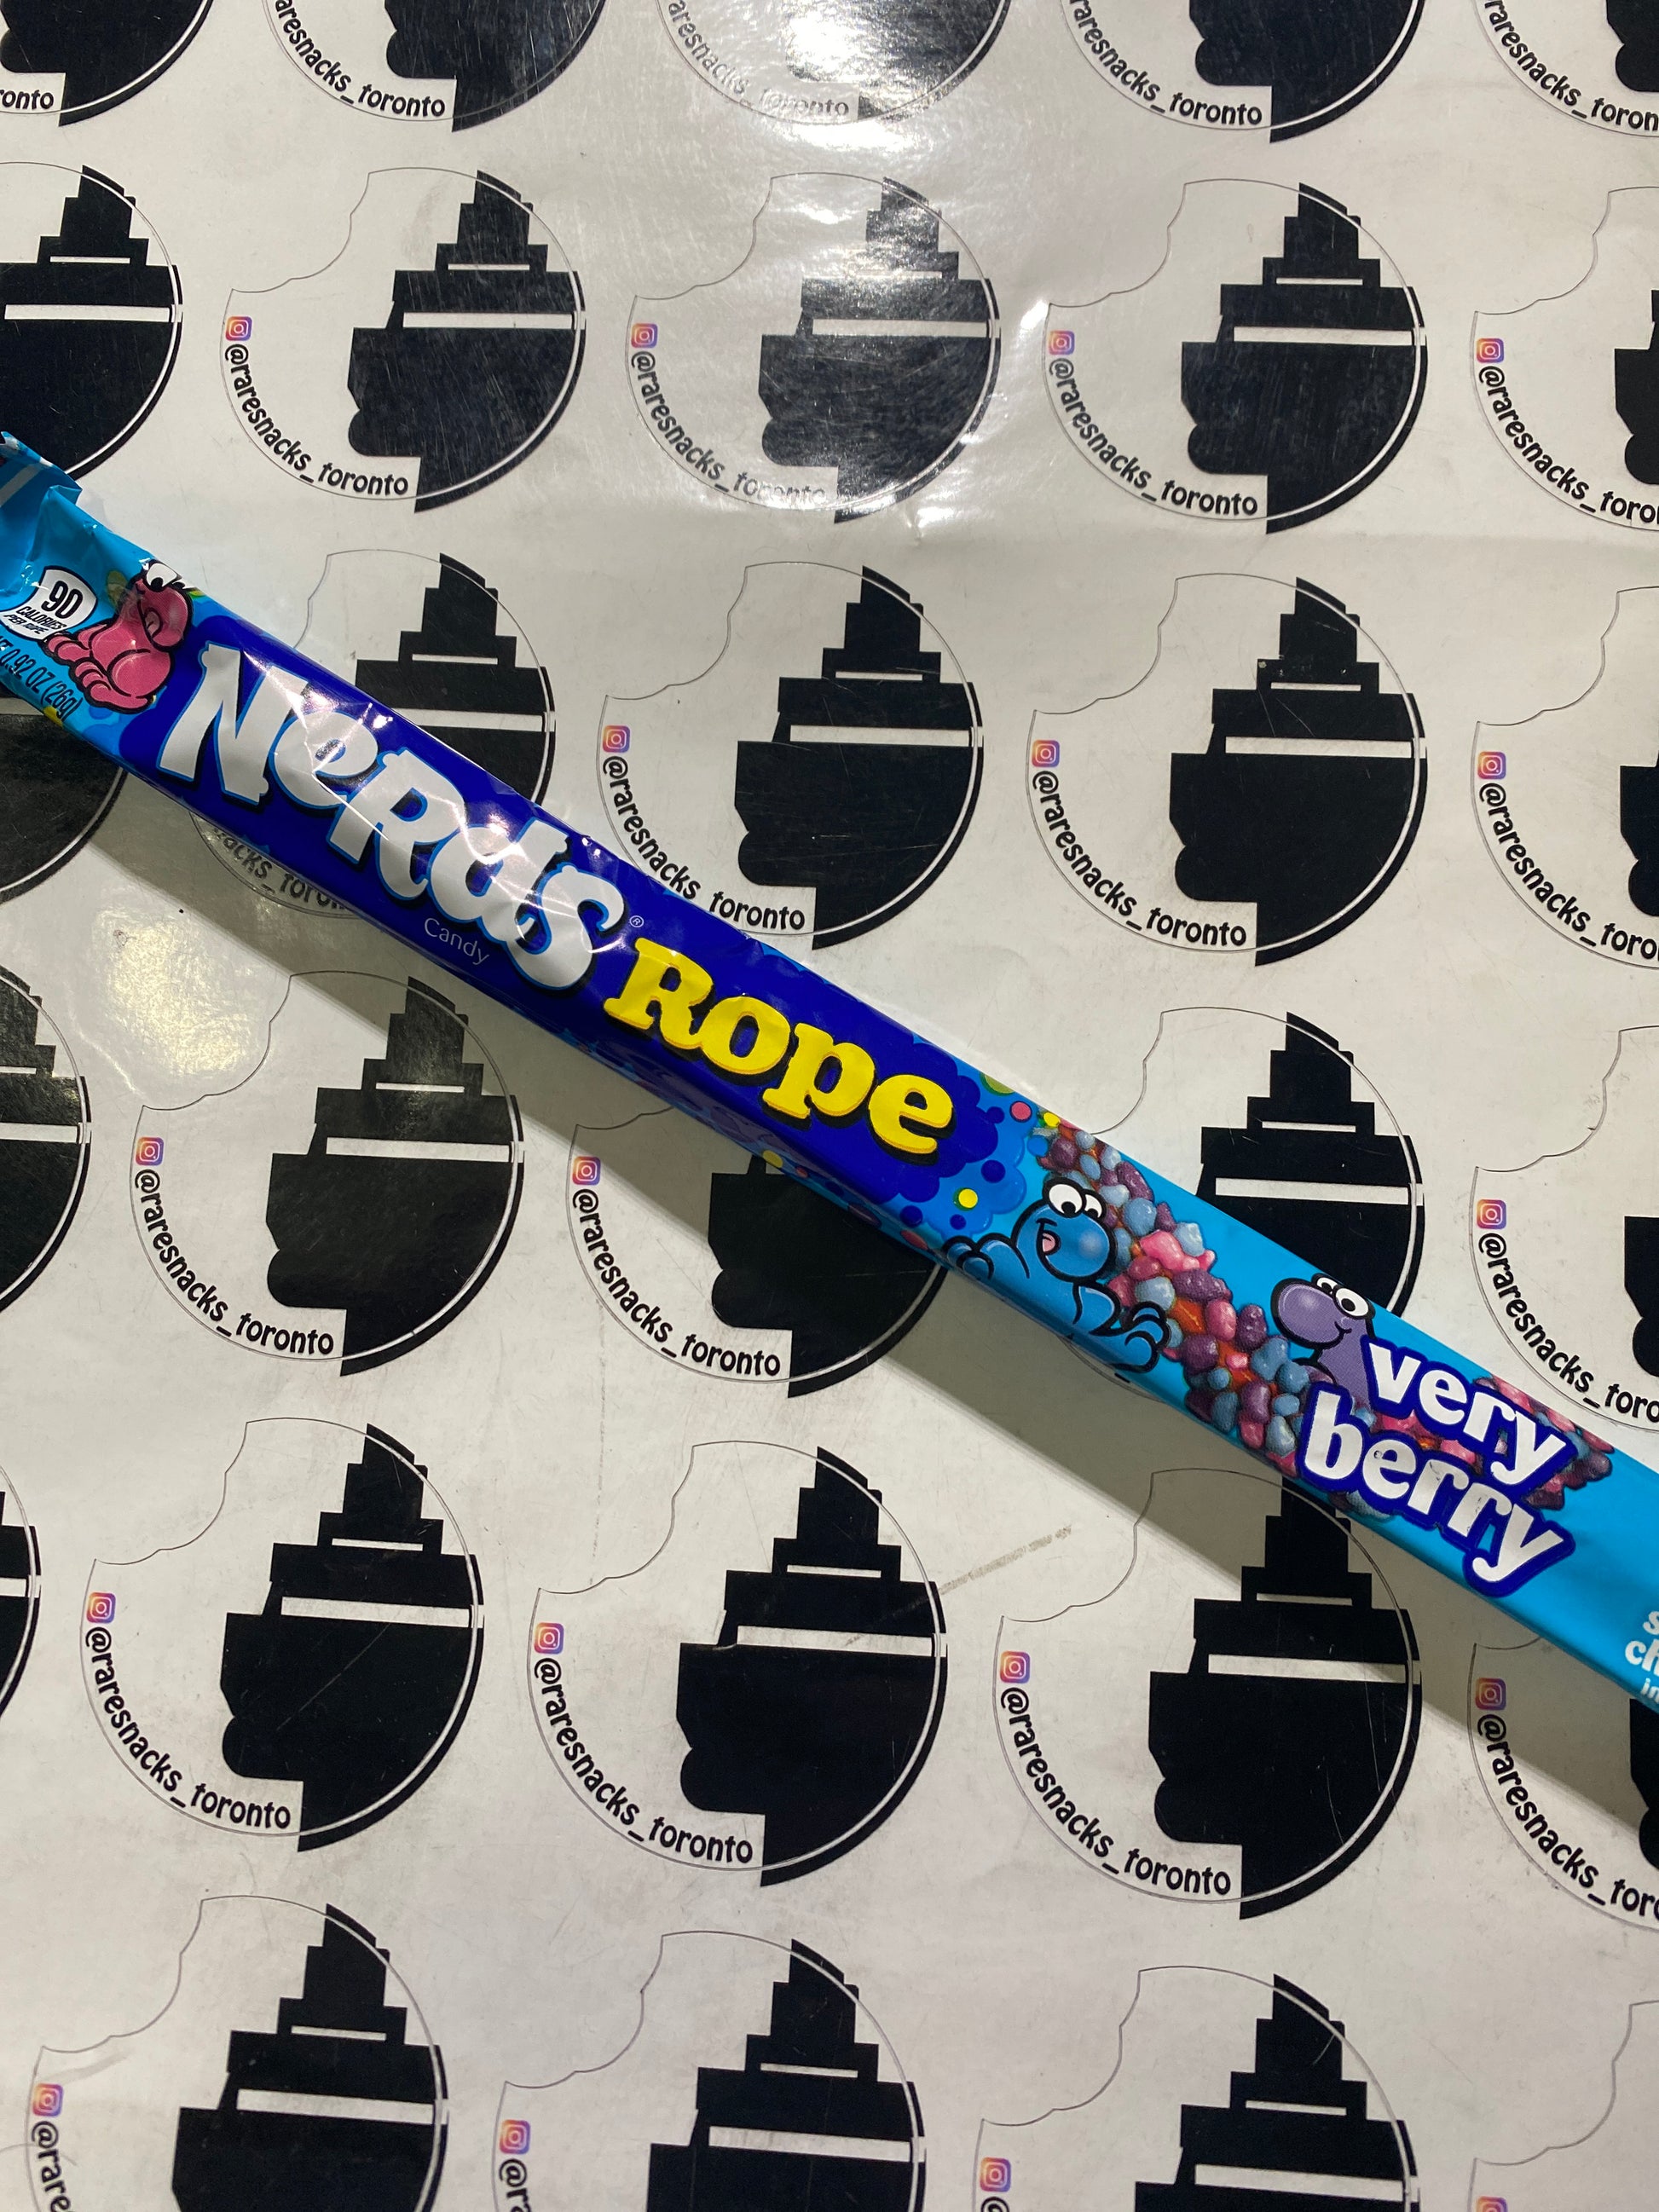 @raresnacks_toronto
90
CALORIES
PER ROPE
0.92 OZ (26g)
Nerds®
Candy
Rope
very
berry